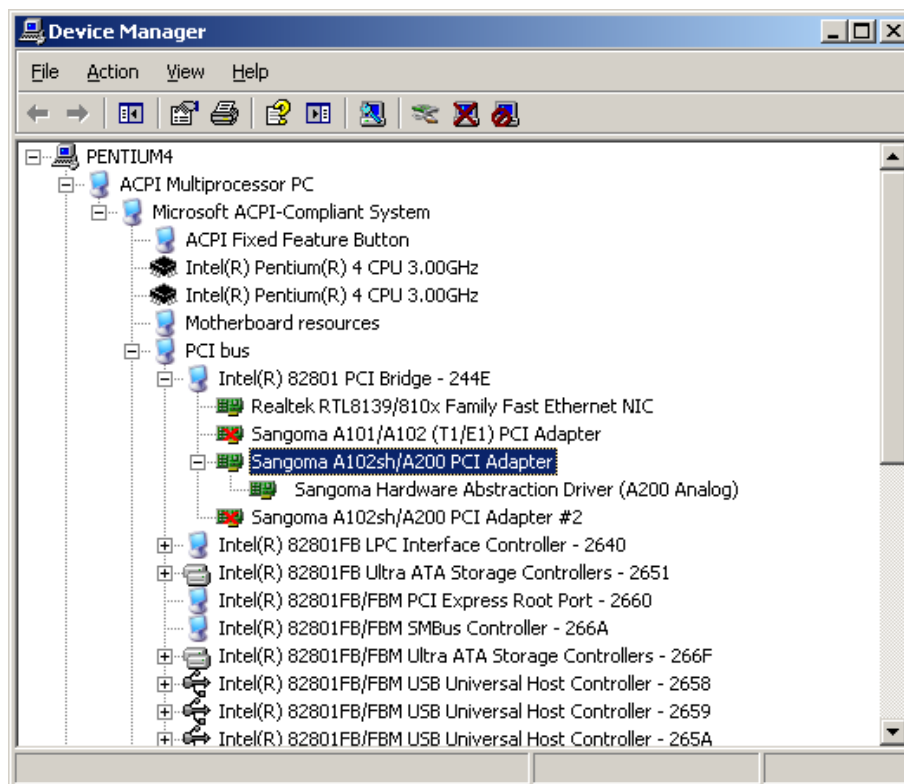 Device Manager
File Action View Help
PENTIUM4
ACPI Multiprocessor PC
Microsoft ACPI-Compliant System
ACPI Fixed Feature Button
Intel(R) Pentium(R) 4 CPU 3.00GHz
Intel(R) Pentium(R) 4 CPU 3.00GHz
Motherboard resources
PCI bus
Intel(R) 82801 PCI Bridge - 244E
Realtek RTL8139/810x Family Fast Ethernet NIC
Sangoma A101/A102 (T1/E1) PCI Adapter
Sangoma A102sh/A200 PCI Adapter
Sangoma Hardware Abstraction Driver (A200 Analog)
Sangoma A102sh/A200 PCI Adapter #2
Intel(R) 82801FB LPC Interface Controller - 2640
Intel(R) 82801FB Ultra ATA Storage Controllers - 2651
Intel(R) 82801FB/FBM PCI Express Root Port - 2660
Intel(R) 82801FB/FBM SMBus Controller - 266A
Intel(R) 82801FB/FBM Ultra ATA Storage Controllers - 266F
Intel(R) 82801FB/FBM USB Universal Host Controller - 2658
Intel(R) 82801FB/FBM USB Universal Host Controller - 2659
Intel(R) 82801FB/FBM USB Universal Host Controller - 265A